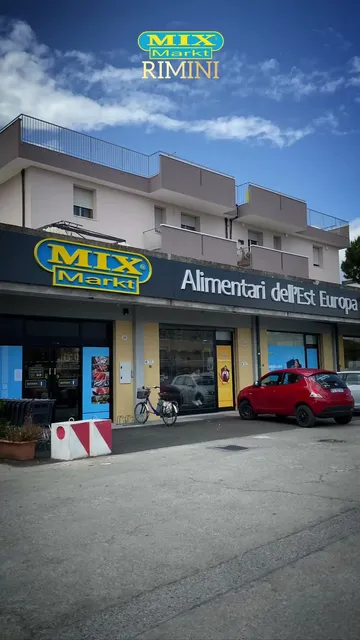 MIX
Markt
RIMINI
MIX
Markt
Alimentari dell'Est Europa